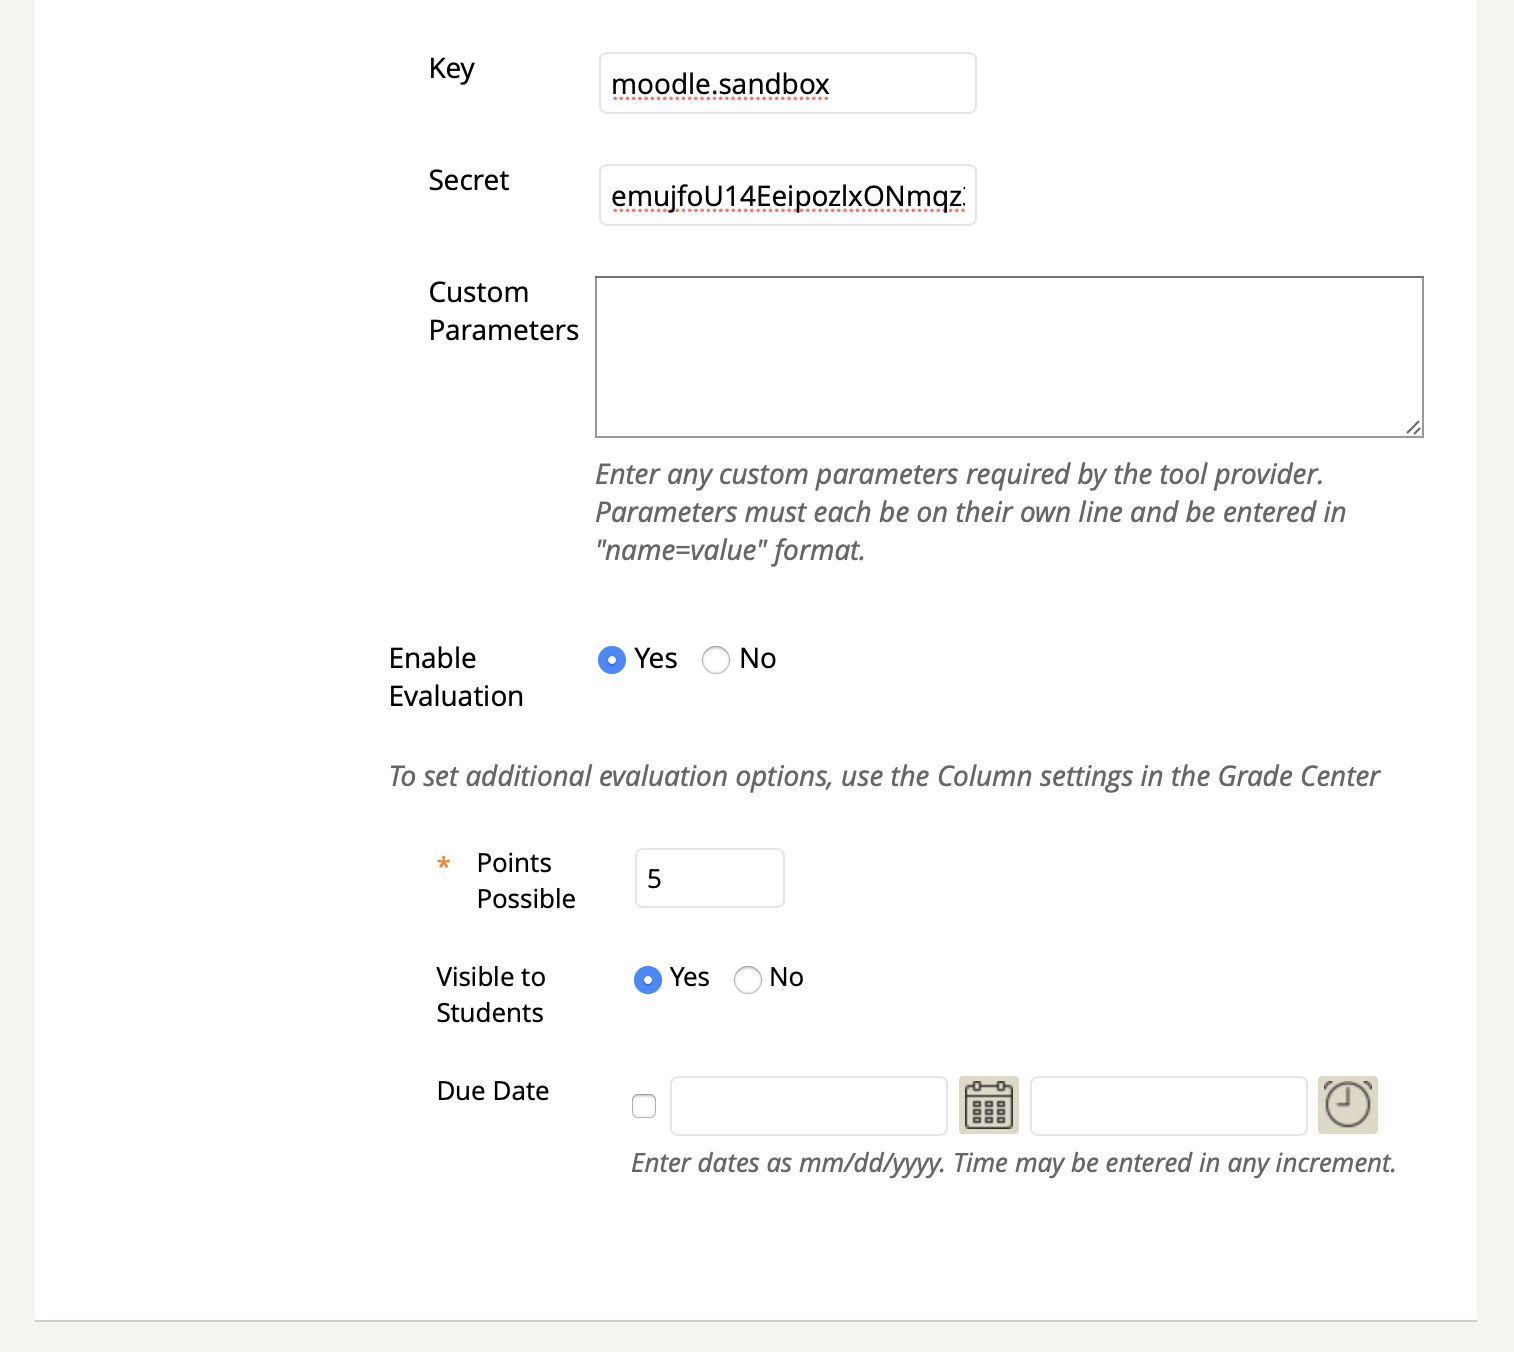 Key
moodle.sandbox
Secret
emujfoU14EeipozlxONmqz
Custom
Parameters
Enter any custom parameters required by the tool provider.
Parameters must each be on their own line and be entered in
"name=value" format.
Enable
Evaluation
Yes
No
To set additional evaluation options, use the Column settings in the Grade Center
* Points
Possible
5
Visible to
Students
Yes
No
Due Date
Enter dates as mm/dd/yyyy. Time may be entered in any increment.